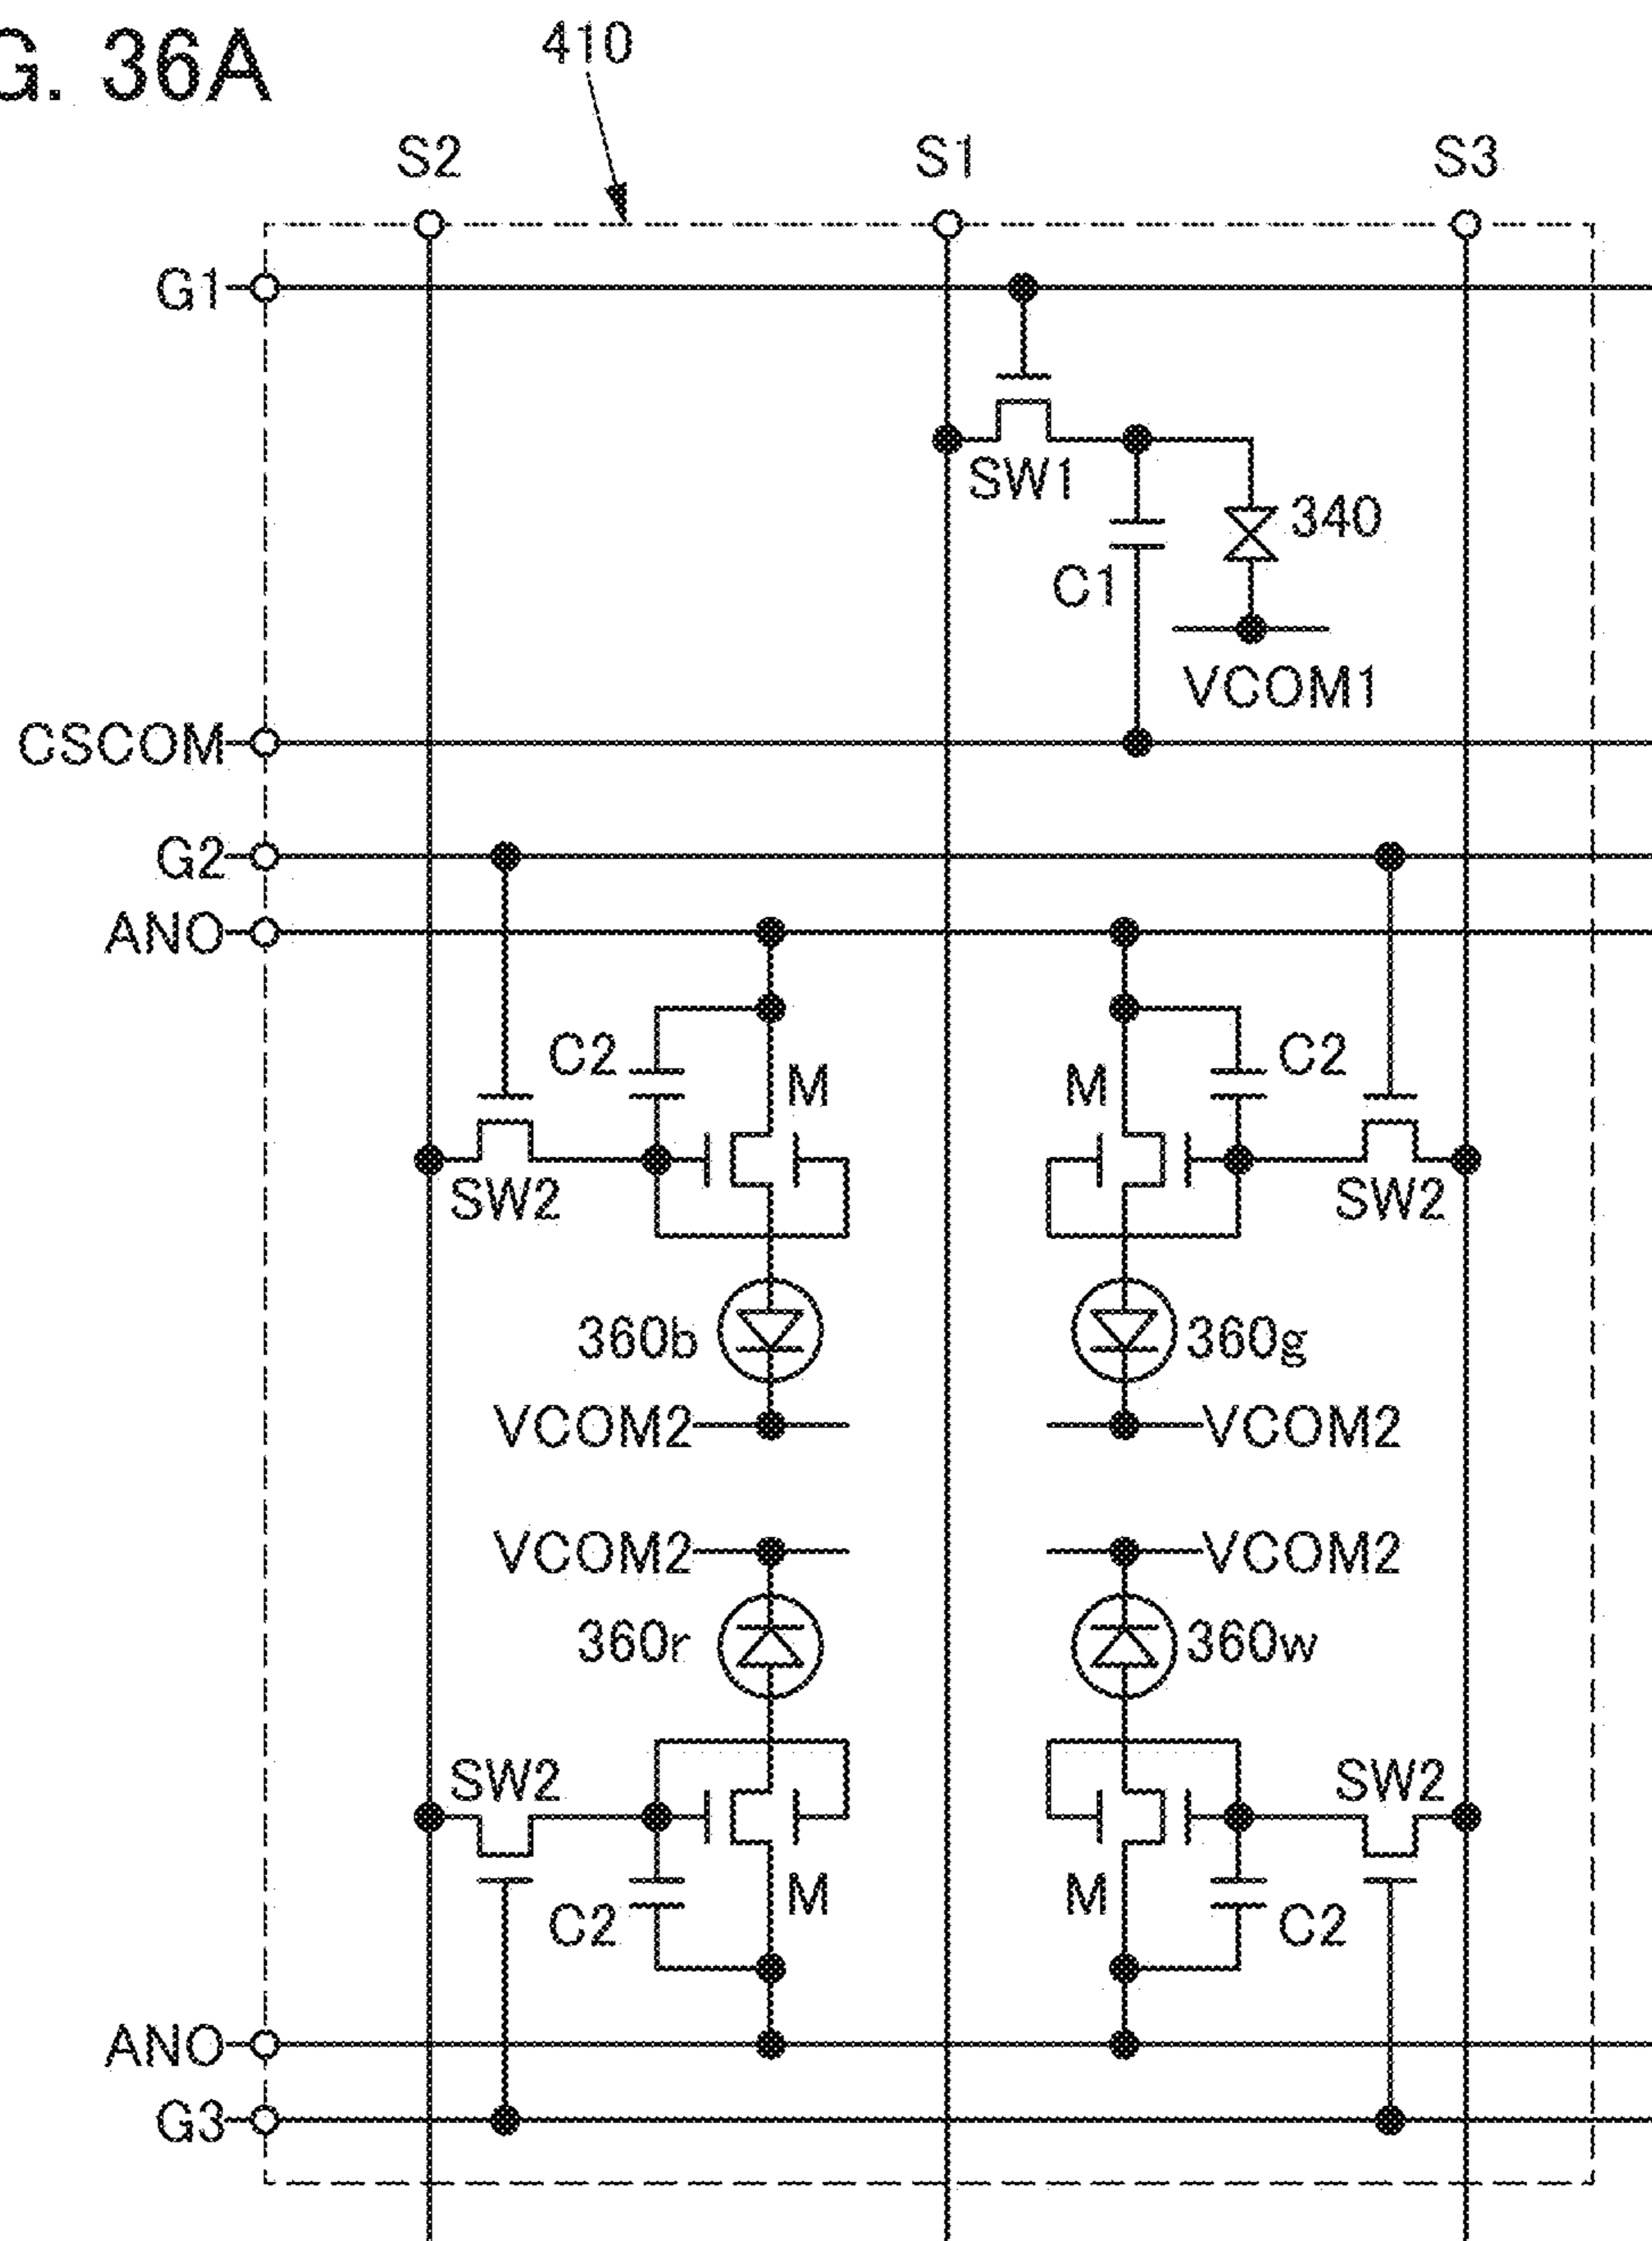 G. 36A
410
S2 S1 S3
G1
SW1
340
C1
VCOM1
CSCOM
G2
ANO
C2 M M C2
SW2 SW2
360b 360g
VCOM2 VCOM2
VCOM2 VCOM2
360r 360w
SW2 SW2
M M
C2 C2
ANO
G3